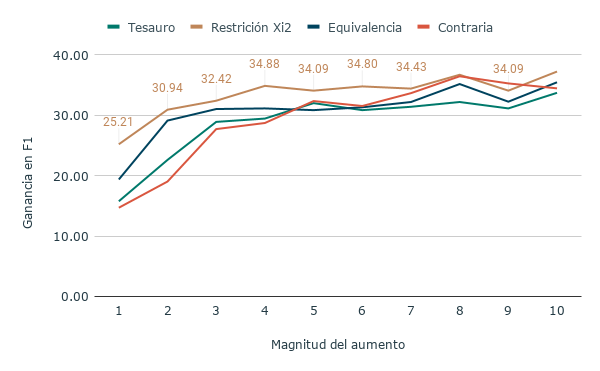 Tesauro Restrición Xi2 Equivalencia Contraria
40.00
30.00
20.00
10.00
0.00
Ganancia en F1
25.21 30.94 32.42 34.88 34.09 34.80 34.43 34.09
1 2 3 4 5 6 7 8 9 10
Magnitud del aumento